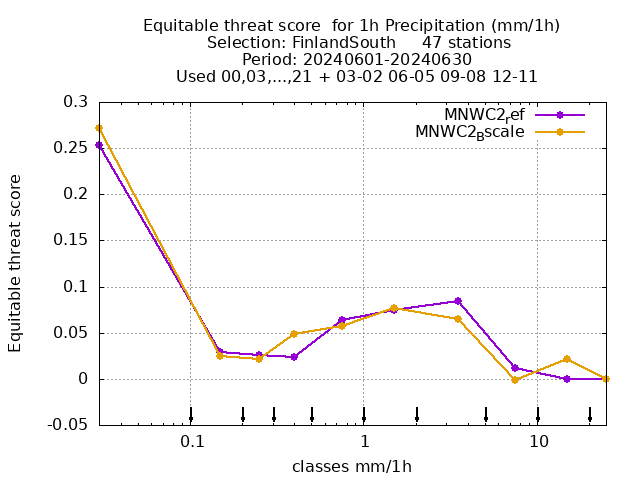 Equitable threat score  for 1h Precipitation (mm/1h)
Selection: FinlandSouth     47 stations
Period: 20240601-20240630
Used 00,03,...,21 + 03-02 06-05 09-08 12-11
MNWC2_ref
MNWC2_Bscale
0.3
0.25
0.2
0.15
0.1
0.05
0
-0.05
Equitable threat score
0.1 1 10
classes mm/1h